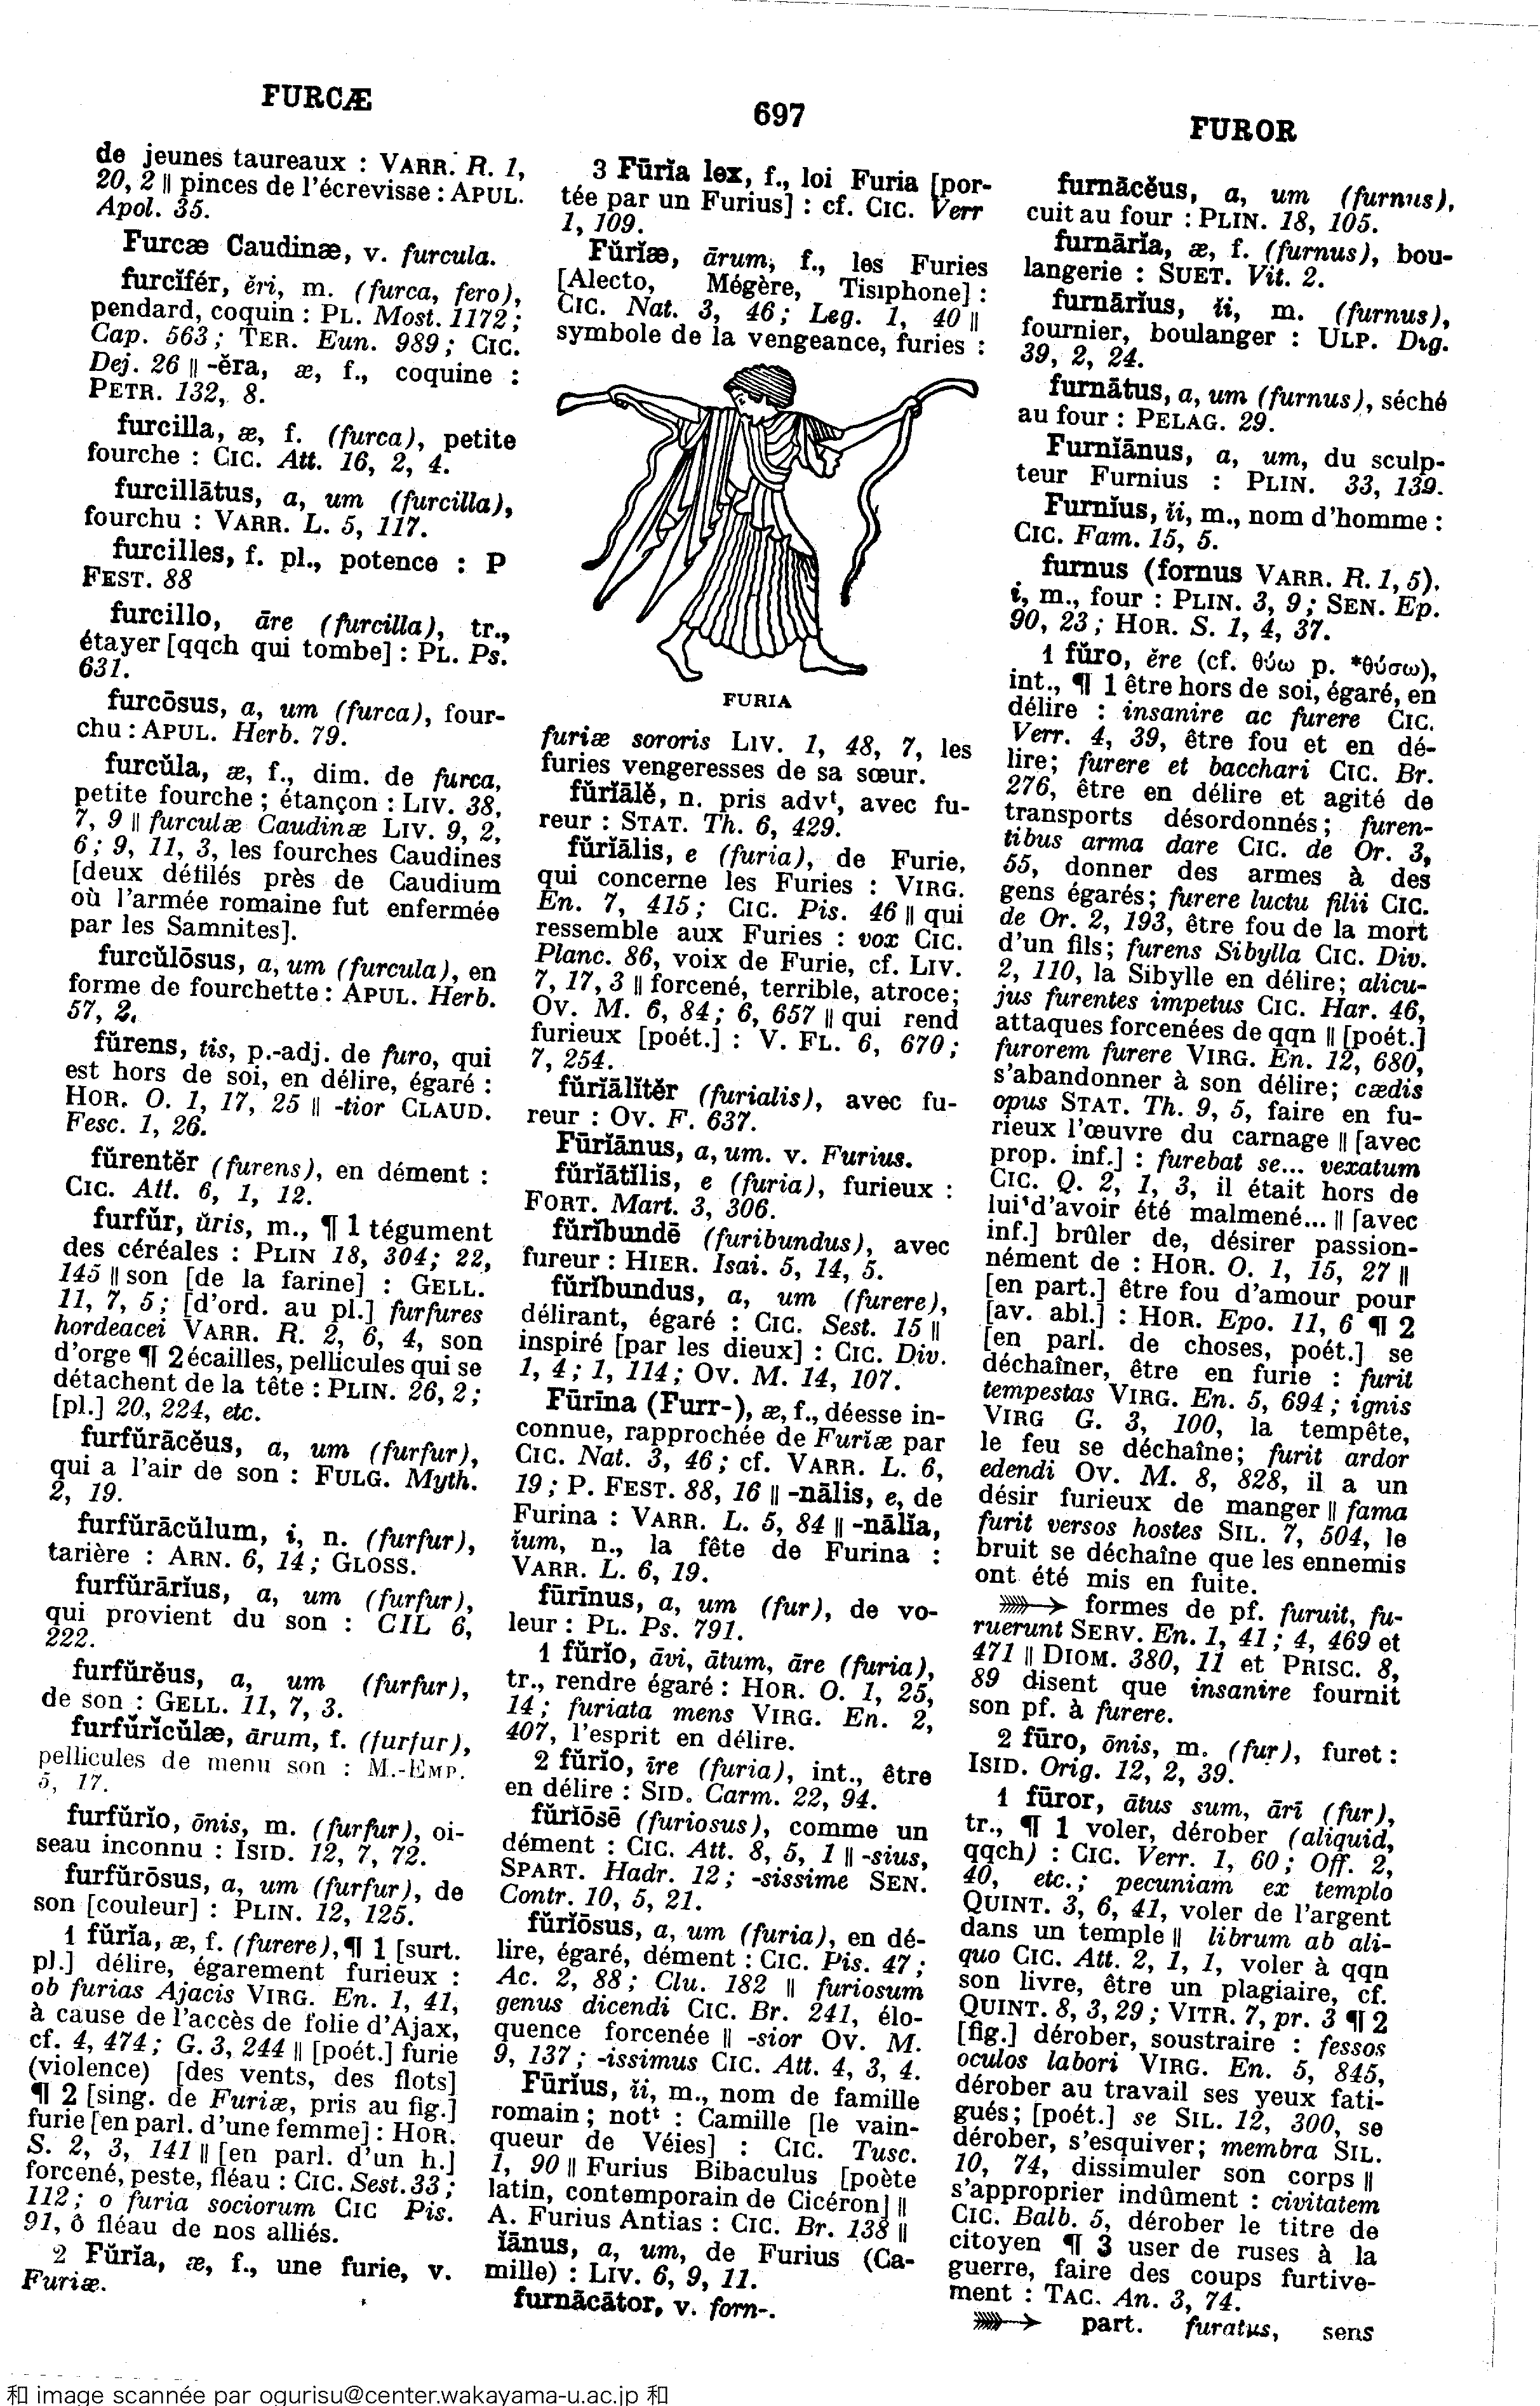 FURCÆ
697
FUROR
de jeunes taureaux : VARR. R. 1,
20, 2 ‖ pinces de l'écrevisse : APUL.
Apol. 35.
Furcæ Caudinæ, v. furcula.
furcĭfér, ĕri, m. (furca, fero),
pendard, coquin : PL. Most. 1172 ;
Cap. 563 ; TER. Eun. 989 ; CIC.
Dej. 26 ‖ -ĕra, æ, f., coquine :
PETR. 132, 8.
furcilla, æ, f. (furca), petite
fourche : CIC. Att. 16, 2, 4.
furcillātus, a, um (furcilla),
fourchu : VARR. L. 5, 117.
furcilles, f. pl., potence : P
FEST. 88
furcillo, āre (furcilla), tr.,
étayer [qqch qui tombe] : PL. Ps.
631.
furcōsus, a, um (furca), four-
chu : APUL. Herb. 79.
furcŭla, æ, f., dim. de furca,
petite fourche ; étançon : LIV. 38,
7, 9 ‖ furculæ Caudinæ LIV. 9, 2,
6 ; 9, 11, 3, les fourches Caudines
[deux défilés près de Caudium
où l'armée romaine fut enfermée
par les Samnites].
furcŭlōsus, a, um (furcula), en
forme de fourchette : APUL. Herb.
57, 2.
fŭrens, tis, p.-adj. de furo, qui
est hors de soi, en délire, égaré :
HOR. O. 1, 17, 25 ‖ -tior CLAUD.
Fesc. 1, 26.
fŭrentĕr (furens), en dément :
CIC. Att. 6, 1, 12.
furfŭr, ŭris, m., ¶ 1 tégument
des céréales : PLIN 18, 304 ; 22,
145 ‖ son [de la farine] : GELL.
11, 7, 5 ; [d'ord. au pl.] furfures
hordeacei VARR. R. 2, 6, 4, son
d'orge ¶ 2 écailles, pellicules qui se
détachent de la tête : PLIN. 26, 2 ;
[pl.] 20, 224, etc.
furfŭrācĕus, a, um (furfur),
qui a l'air de son : FULG. Myth.
2, 19.
furfŭrācŭlum, i, n. (furfur),
tarière : ARN. 6, 14 ; GLOSS.
furfŭrārĭus, a, um (furfur),
qui provient du son : CIL 6,
222.
furfŭrĕus, a, um (furfur),
de son : GELL. 11, 7, 3.
furfŭrĭcŭlæ, ārum, f. (furfur),
pellicules de menu son : M.-EMP.
5, 17.
furfŭrĭo, ōnis, m. (furfur), oi-
seau inconnu : ISID. 12, 7, 72.
furfŭrōsus, a, um (furfur), de
son [couleur] : PLIN. 12, 125.
1 fŭrĭa, æ, f. (furere), ¶ 1 [surt.
pl.] délire, égarement furieux :
ob furias Ajacis VIRG. En. 1, 41,
à cause de l'accès de folie d'Ajax,
cf. 4, 474 ; G. 3, 244 ‖ [poét.] furie
(violence) [des vents, des flots]
¶ 2 [sing. de Furiæ, pris au fig.]
furie [en parl. d'une femme] : HOR.
S. 2, 3, 141 ‖ [en parl. d'un h.]
forcené, peste, fléau : CIC. Sest. 33 ;
112 ; o furia sociorum CIC Pis.
91, ô fléau de nos alliés.
2 Fŭrĭa, æ, f., une furie, v.
Furiæ.
3 Fūrĭa lex, f., loi Furia [por-
tée par un Furius] : cf. CIC. Verr
1, 109.
Fŭrĭæ, ārum, f., les Furies
[Alecto, Mégère, Tisiphone] :
CIC. Nat. 3, 46 ; Leg. 1, 40 ‖
symbole de la vengeance, furies :
FURIA
furiæ sororis LIV. 1, 48, 7, les
furies vengeresses de sa sœur.
fŭrĭālĕ, n. pris advᵗ, avec fu-
reur : STAT. Th. 6, 429.
fŭrĭālis, e (furia), de Furie,
qui concerne les Furies : VIRG.
En. 7, 415 ; CIC. Pis. 46 ‖ qui
ressemble aux Furies : vox CIC.
Planc. 86, voix de Furie, cf. LIV.
7, 17, 3 ‖ forcené, terrible, atroce ;
OV. M. 6, 84 ; 6, 657 ‖ qui rend
furieux [poét.] : V. FL. 6, 670 ;
7, 254.
fŭrĭālĭtĕr (furialis), avec fu-
reur : OV. F. 637.
Fūrĭānus, a, um. v. Furius.
fŭrĭātĭlis, e (furia), furieux :
FORT. Mart. 3, 306.
fŭrĭbundē (furibundus), avec
fureur : HIER. Isai. 5, 14, 5.
fŭrĭbundus, a, um (furere),
délirant, égaré : CIC. Sest. 15 ‖
inspiré [par les dieux] : CIC. Div.
1, 4 ; 1, 114 ; OV. M. 14, 107.
Fūrīna (Furr-), æ, f., déesse in-
connue, rapprochée de Furiæ par
CIC. Nat. 3, 46 ; cf. VARR. L. 6,
19 ; P. FEST. 88, 16 ‖ -nālis, e, de
Furina : VARR. L. 5, 84 ‖ -nālĭa,
ĭum, n., la fête de Furina :
VARR. L. 6, 19.
fūrīnus, a, um (fur), de vo-
leur : PL. Ps. 791.
1 fŭrĭo, āvi, ātum, āre (furia),
tr., rendre égaré : HOR. O. 1, 25,
14 ; furiata mens VIRG. En. 2,
407, l'esprit en délire.
2 fŭrĭo, īre (furia), int., être
en délire : SID. Carm. 22, 94.
fŭrĭōsē (furiosus), comme un
dément : CIC. Att. 8, 5, 1 ‖ -sius,
SPART. Hadr. 12 ; -sissime SEN.
Contr. 10, 5, 21.
fŭrĭōsus, a, um (furia), en dé-
lire, égaré, dément : CIC. Pis. 47 ;
Ac. 2, 88 ; Clu. 182 ‖ furiosum
genus dicendi CIC. Br. 241, élo-
quence forcenée ‖ -sior OV. M.
9, 137 ; -issimus CIC. Att. 4, 3, 4.
Fūrĭus, ĭi, m., nom de famille
romain ; notᵗ : Camille [le vain-
queur de Véies] : CIC. Tusc.
1, 90 ‖ Furius Bibaculus [poète
latin, contemporain de Cicéron] ‖
A. Furius Antias : CIC. Br. 138 ‖
ĭānus, a, um, de Furius (Ca-
mille) : LIV. 6, 9, 11.
furnācātor, v. forn-.
furnācĕus, a, um (furnus),
cuit au four : PLIN. 18, 105.
furnārĭa, æ, f. (furnus), bou-
langerie : SUET. Vit. 2.
furnārĭus, ĭi, m. (furnus),
fournier, boulanger : ULP. Dig.
39, 2, 24.
furnātus, a, um (furnus), séché
au four : PELAG. 29.
Furnĭānus, a, um, du sculp-
teur Furnius : PLIN. 33, 139.
Furnĭus, ĭi, m., nom d'homme :
CIC. Fam. 15, 5.
furnus (fornus VARR. R. 1, 5),
i, m., four : PLIN. 3, 9 ; SEN. Ep.
90, 23 ; HOR. S. 1, 4, 37.
1 fŭro, ĕre (cf. θύω p. *θύσω),
int., ¶ 1 être hors de soi, égaré, en
délire : insanire ac furere CIC.
Verr. 4, 39, être fou et en dé-
lire ; furere et bacchari CIC. Br.
276, être en délire et agité de
transports désordonnés ; furen-
tibus arma dare CIC. de Or. 3,
55, donner des armes à des
gens égarés ; furere luctu filii CIC.
de Or. 2, 193, être fou de la mort
d'un fils ; furens Sibylla CIC. Div.
2, 110, la Sibylle en délire ; alicu-
jus furentes impetus CIC. Har. 46,
attaques forcenées de qqn ‖ [poét.]
furorem furere VIRG. En. 12, 680,
s'abandonner à son délire ; cædis
opus STAT. Th. 9, 5, faire en fu-
rieux l'œuvre du carnage ‖ [avec
prop. inf.] : furebat se... vexatum
CIC. Q. 2, 1, 3, il était hors de
lui d'avoir été malmené... ‖ [avec
inf.] brûler de, désirer passion-
nément de : HOR. O. 1, 15, 27 ‖
[en part.] être fou d'amour pour
[av. abl.] : HOR. Epo. 11, 6 ¶ 2
[en parl. de choses, poét.] se
déchaîner, être en furie : furit
tempestas VIRG. En. 5, 694 ; ignis
VIRG G. 3, 100, la tempête,
le feu se déchaîne ; furit ardor
edendi OV. M. 8, 828, il a un
désir furieux de manger ‖ fama
furit versos hostes SIL. 7, 504, le
bruit se déchaîne que les ennemis
ont été mis en fuite.
formes de pf. furuit, fu-
ruerunt SERV. En. 1, 41 ; 4, 469 et
471 ‖ DIOM. 380, 11 et PRISC. 8,
89 disent que insanire fournit
son pf. à furere.
2 fūro, ōnis, m. (fur), furet :
ISID. Orig. 12, 2, 39.
1 fūror, ātus sum, ārī (fur),
tr., ¶ 1 voler, dérober (aliquid,
qqch) : CIC. Verr. 1, 60 ; Off. 2,
40, etc. ; pecuniam ex templo
QUINT. 3, 6, 41, voler de l'argent
dans un temple ‖ librum ab ali-
quo CIC. Att. 2, 1, 1, voler à qqn
son livre, être un plagiaire, cf.
QUINT. 8, 3, 29 ; VITR. 7, pr. 3 ¶ 2
[fig.] dérober, soustraire : fessos
oculos labori VIRG. En. 5, 845,
dérober au travail ses yeux fati-
gués ; [poét.] se SIL. 12, 300, se
dérober, s'esquiver ; membra SIL.
10, 74, dissimuler son corps ‖
s'approprier indûment : civitatem
CIC. Balb. 5, dérober le titre de
citoyen ¶ 3 user de ruses à la
guerre, faire des coups furtive-
ment : TAC. An. 3, 74.
part. furatus, sens
和 image scannée par ogurisu@center.wakayama-u.ac.jp 和